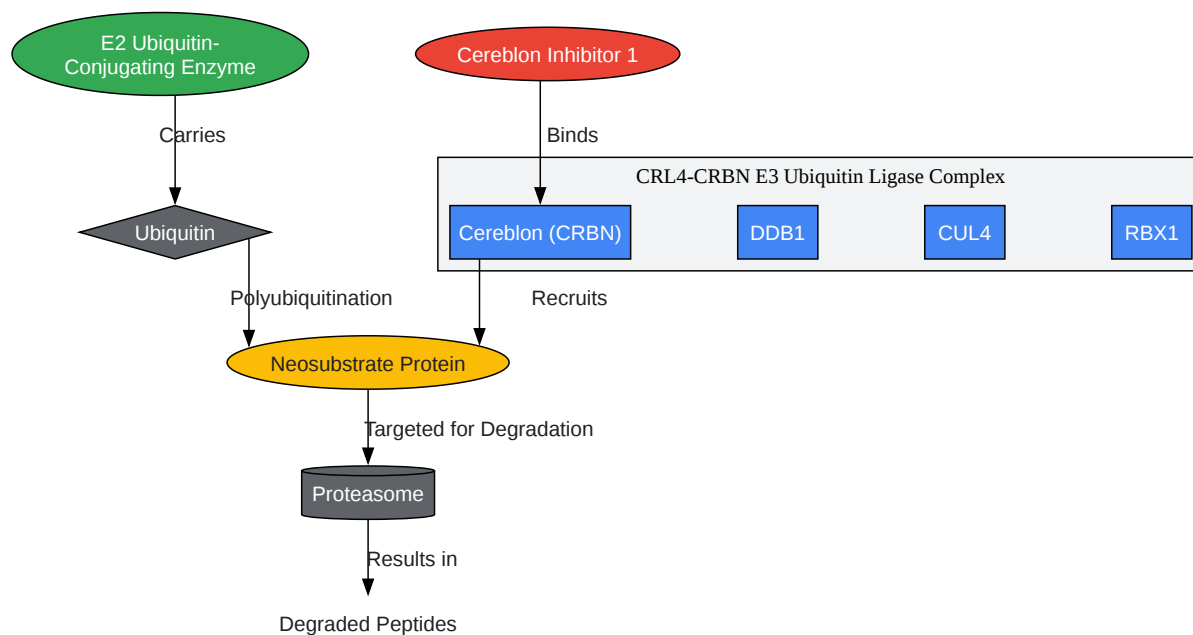 E2 Ubiquitin-
Conjugating Enzyme
Cereblon Inhibitor 1
Carries
Binds
CRL4-CRBN E3 Ubiquitin Ligase Complex
Ubiquitin
Cereblon (CRBN)
DDB1
CUL4
RBX1
Polyubiquitination
Recruits
Neosubstrate Protein
Targeted for Degradation
Proteasome
Results in
Degraded Peptides